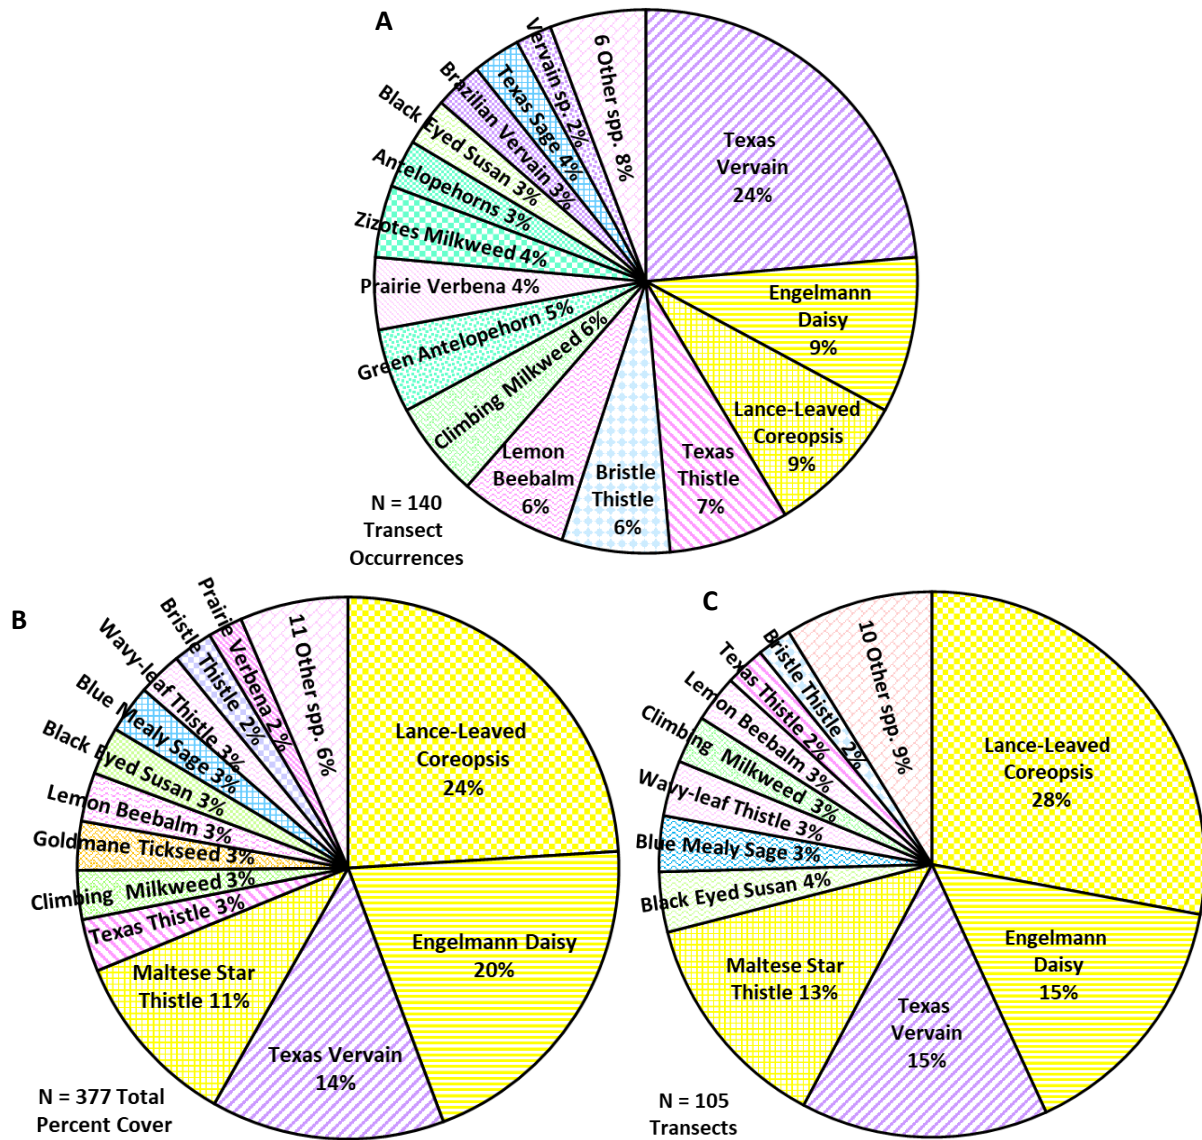 A
Texas
Vervain
24%
Engelmann
Daisy
9%
Lance-Leaved
Coreopsis
9%
Texas
Thistle
7%
Bristle
Thistle
6%
Lemon
Beebalm
6%
Climbing Milkweed 6%
Green Antelopehorn 5%
Prairie Verbena 4%
Zizotes Milkweed 4%
Antelopehorns 3%
Black Eyed Susan 3%
Brazilian Vervain 3%
Texas Sage 4%
Vervain sp. 2%
6 Other spp. 8%
N = 140
Transect
Occurrences
B
Lance-Leaved
Coreopsis
24%
Engelmann Daisy
20%
Texas Vervain
14%
Maltese Star
Thistle 11%
Texas Thistle 3%
Climbing Milkweed 3%
Goldmane Tickseed 3%
Lemon Beebalm 3%
Black Eyed Susan 3%
Blue Mealy Sage 3%
Wavy-leaf Thistle 3%
Bristle Thistle 2%
Prairie Verbena 2 %
11 Other spp. 6%
N = 377 Total
Percent Cover
C
Lance-Leaved
Coreopsis
28%
Engelmann
Daisy
15%
Texas
Vervain
15%
Maltese Star
Thistle 13%
Black Eyed Susan 4%
Blue Mealy Sage 3%
Wavy-leaf Thistle 3%
Climbing Milkweed 3%
Lemon Beebalm 3%
Texas Thistle 2%
Bristle Thistle 2%
10 Other spp. 9%
N = 105
Transects